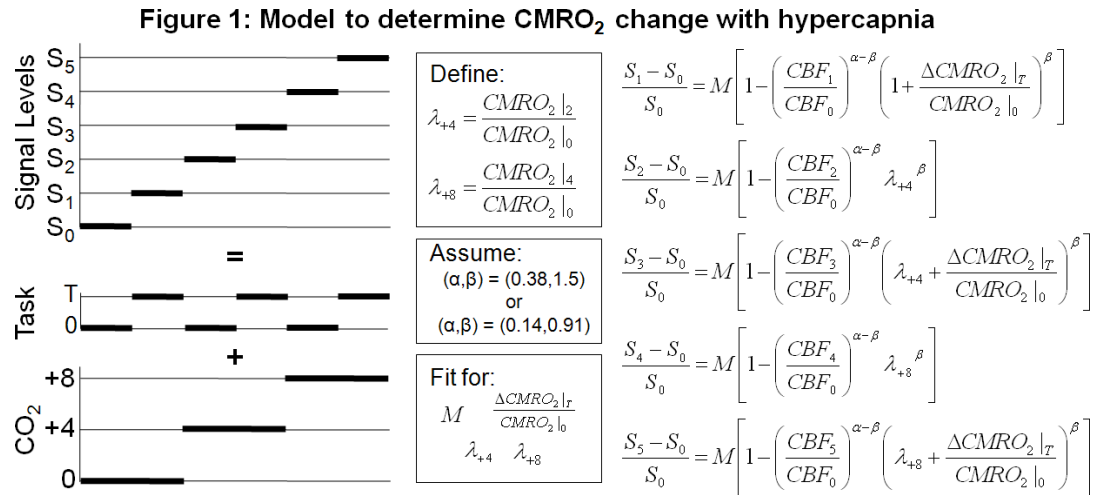 Figure 1: Model to determine CMRO₂ change with hypercapnia
Signal Levels
S₅
S₄
S₃
S₂
S₁
S₀
=
Task
T
0
+
CO₂
+8
+4
0
Define:
λ₊₄ = CMRO₂|₂ / CMRO₂|₀
λ₊₈ = CMRO₂|₄ / CMRO₂|₀
Assume:
(α,β) = (0.38,1.5)
or
(α,β) = (0.14,0.91)
Fit for:
M ΔCMRO₂|_T / CMRO₂|₀
λ₊₄ λ₊₈
(S₁ − S₀)/S₀ = M[1 − (CBF₁/CBF₀)^(α−β) (1 + ΔCMRO₂|_T / CMRO₂|₀)^β]
(S₂ − S₀)/S₀ = M[1 − (CBF₂/CBF₀)^(α−β) λ₊₄^β]
(S₃ − S₀)/S₀ = M[1 − (CBF₃/CBF₀)^(α−β) (λ₊₄ + ΔCMRO₂|_T / CMRO₂|₀)^β]
(S₄ − S₀)/S₀ = M[1 − (CBF₄/CBF₀)^(α−β) λ₊₈^β]
(S₅ − S₀)/S₀ = M[1 − (CBF₅/CBF₀)^(α−β) (λ₊₈ + ΔCMRO₂|_T / CMRO₂|₀)^β]